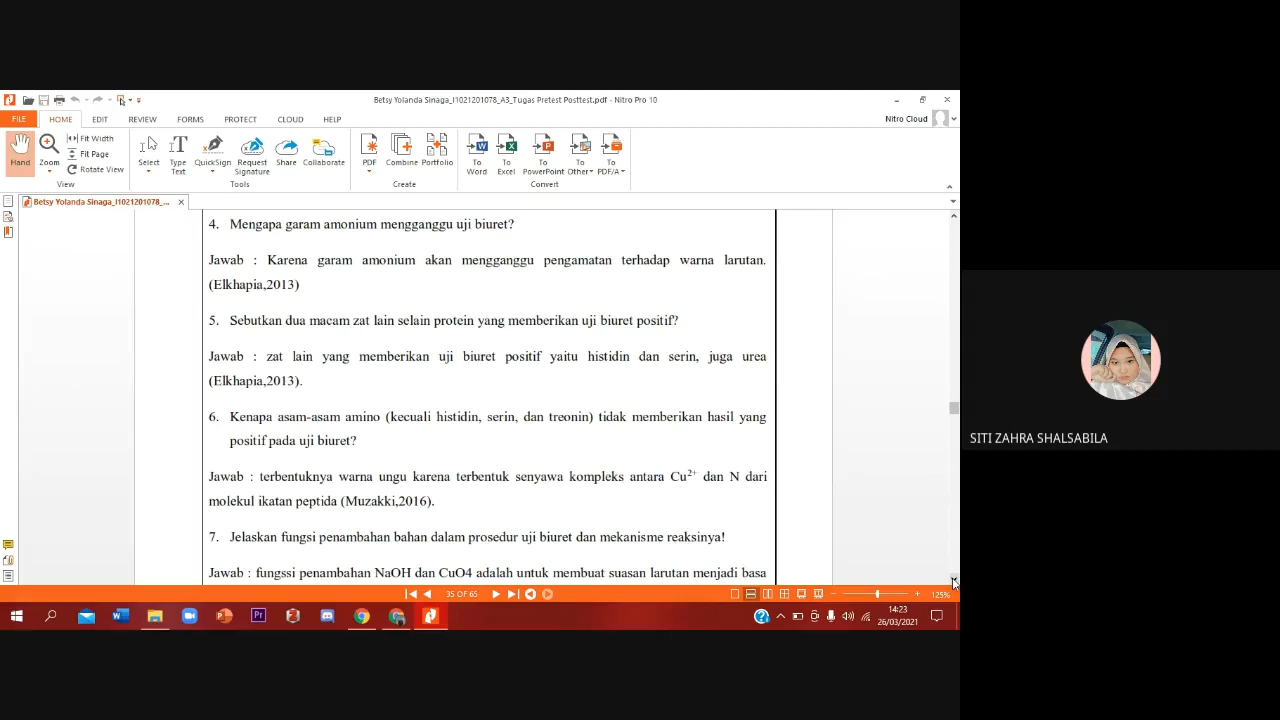 Betsy Yolanda Sinaga_I1021201078_A3_Tugas Pretest Posttest.pdf - Nitro Pro 10
FILE HOME EDIT REVIEW FORMS PROTECT CLOUD HELP
Nitro Cloud
Hand
Zoom
Fit Width
Fit Page
Rotate View
View
Select
Type Text
QuickSign
Request Signature
Share
Collaborate
Tools
PDF
Combine
Portfolio
Create
To Word
To Excel
To PowerPoint
To Other
To PDF/A
Convert
Betsy Yolanda Sinaga_I1021201078_...
4. Mengapa garam amonium mengganggu uji biuret?
Jawab : Karena garam amonium akan mengganggu pengamatan terhadap warna larutan.
(Elkhapia,2013)
5. Sebutkan dua macam zat lain selain protein yang memberikan uji biuret positif?
Jawab : zat lain yang memberikan uji biuret positif yaitu histidin dan serin, juga urea
(Elkhapia,2013).
6. Kenapa asam-asam amino (kecuali histidin, serin, dan treonin) tidak memberikan hasil yang
positif pada uji biuret?
Jawab : terbentuknya warna ungu karena terbentuk senyawa kompleks antara Cu²⁺ dan N dari
molekul ikatan peptida (Muzakki,2016).
7. Jelaskan fungsi penambahan bahan dalam prosedur uji biuret dan mekanisme reaksinya!
Jawab : fungssi penambahan NaOH dan CuO4 adalah untuk membuat suasan larutan menjadi basa
35 OF 65
125%
14:23
26/03/2021
SITI ZAHRA SHALSABILA